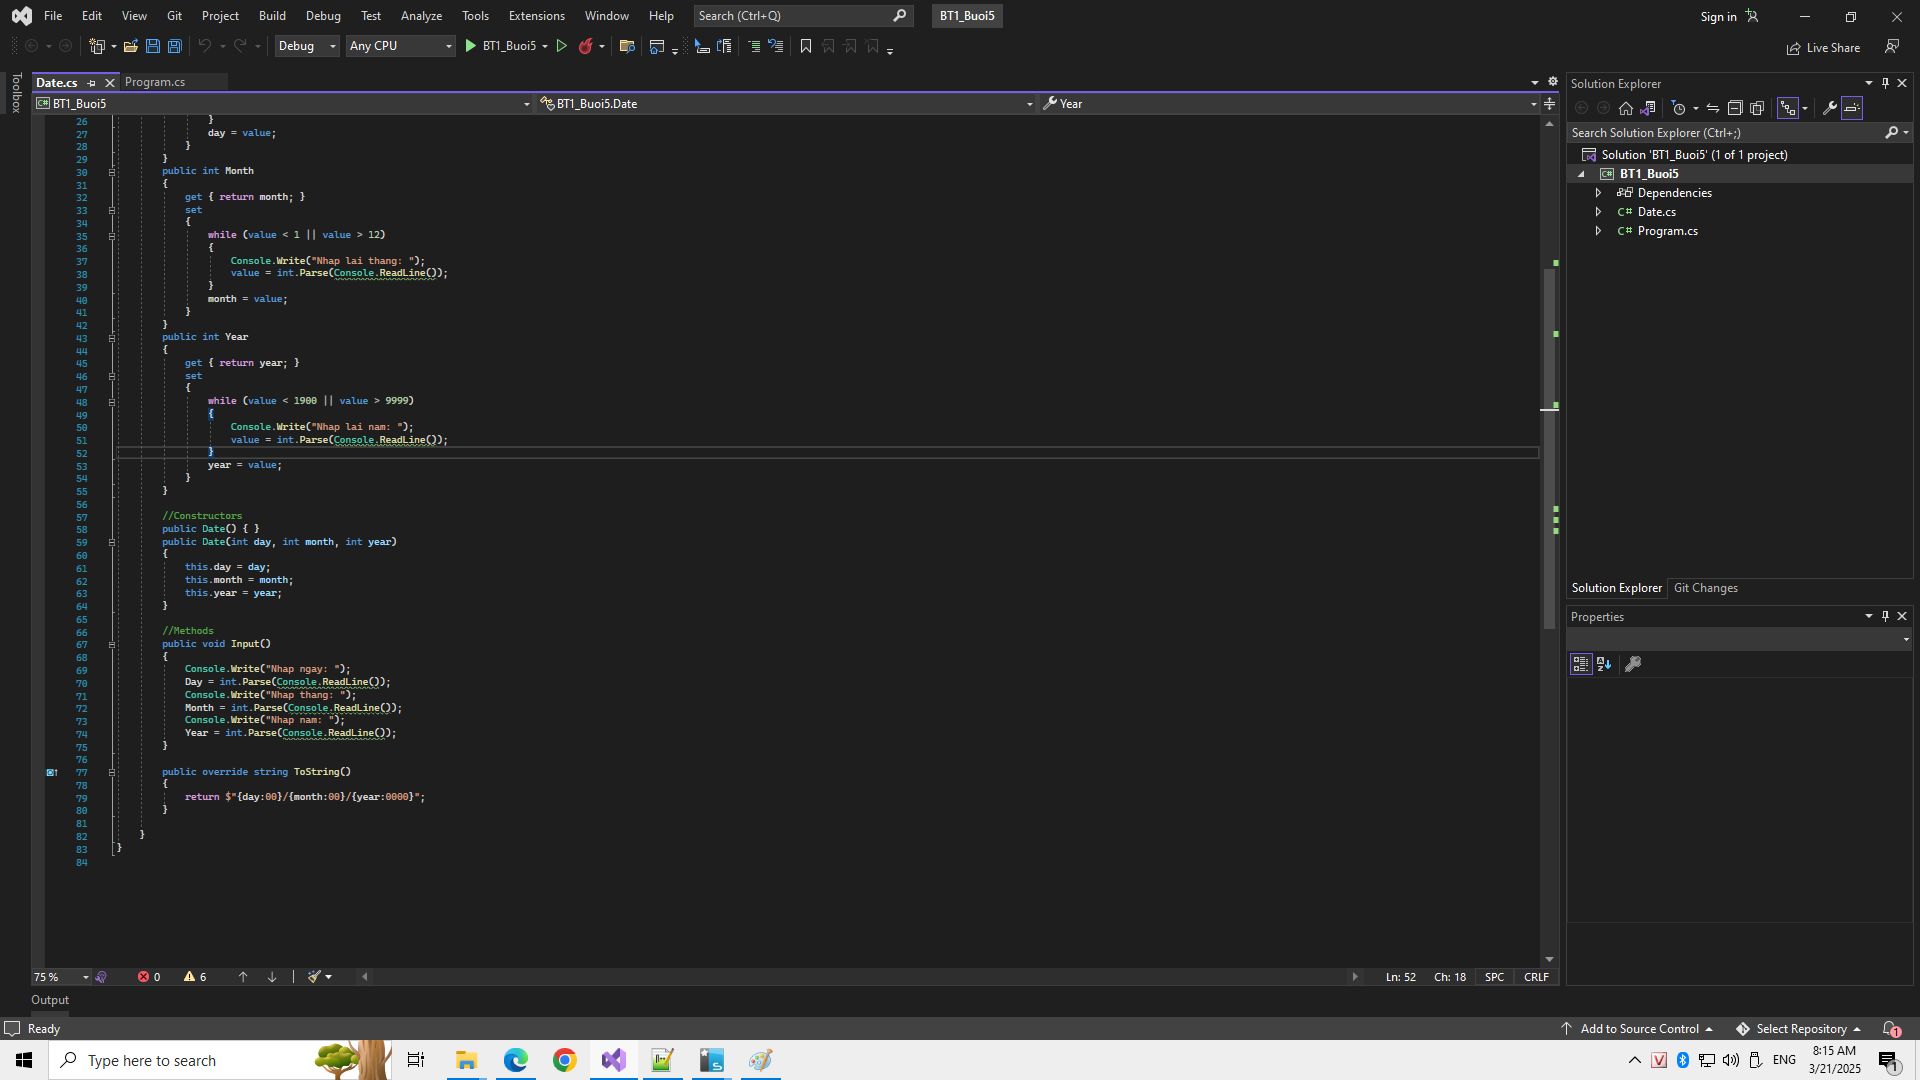 File Edit View Git Project Build Debug Test Analyze Tools Extensions Window Help Search (Ctrl+Q) BT1_Buoi5 Sign in
Debug Any CPU BT1_Buoi5 Live Share
Toolbox
Date.cs Program.cs
BT1_Buoi5 BT1_Buoi5.Date Year
26 }
27 day = value;
28 }
29 }
30 public int Month
31 {
32 get { return month; }
33 set
34 {
35 while (value < 1 || value > 12)
36 {
37 Console.Write("Nhap lai thang: ");
38 value = int.Parse(Console.ReadLine());
39 }
40 month = value;
41 }
42 }
43 public int Year
44 {
45 get { return year; }
46 set
47 {
48 while (value < 1900 || value > 9999)
49 {
50 Console.Write("Nhap lai nam: ");
51 value = int.Parse(Console.ReadLine());
52 }
53 year = value;
54 }
55 }
56
57 //Constructors
58 public Date() { }
59 public Date(int day, int month, int year)
60 {
61 this.day = day;
62 this.month = month;
63 this.year = year;
64 }
65
66 //Methods
67 public void Input()
68 {
69 Console.Write("Nhap ngay: ");
70 Day = int.Parse(Console.ReadLine());
71 Console.Write("Nhap thang: ");
72 Month = int.Parse(Console.ReadLine());
73 Console.Write("Nhap nam: ");
74 Year = int.Parse(Console.ReadLine());
75 }
76
77 public override string ToString()
78 {
79 return $"{day:00}/{month:00}/{year:0000}";
80 }
81
82 }
83 }
84
75 % 0 6 Ln: 52 Ch: 18 SPC CRLF
Output
Solution Explorer
Search Solution Explorer (Ctrl+;)
Solution 'BT1_Buoi5' (1 of 1 project)
C# BT1_Buoi5
Dependencies
C# Date.cs
C# Program.cs
Solution Explorer Git Changes
Properties
Ready Add to Source Control Select Repository 1
Type here to search ENG 8:15 AM
3/21/2025 1